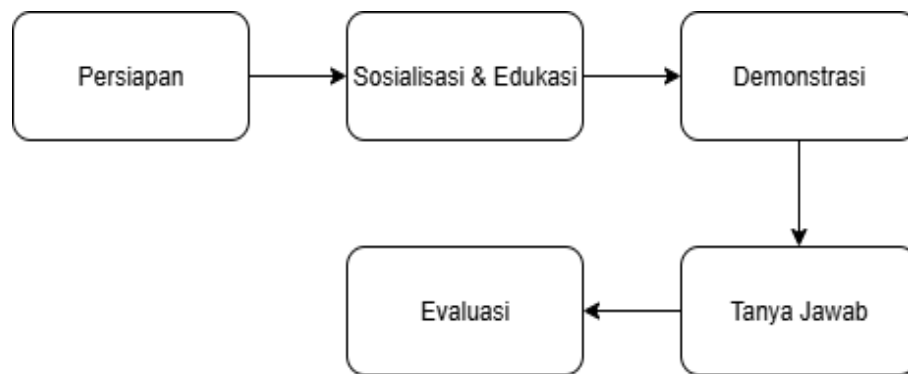 Persiapan
Sosialisasi & Edukasi
Demonstrasi
Tanya Jawab
Evaluasi